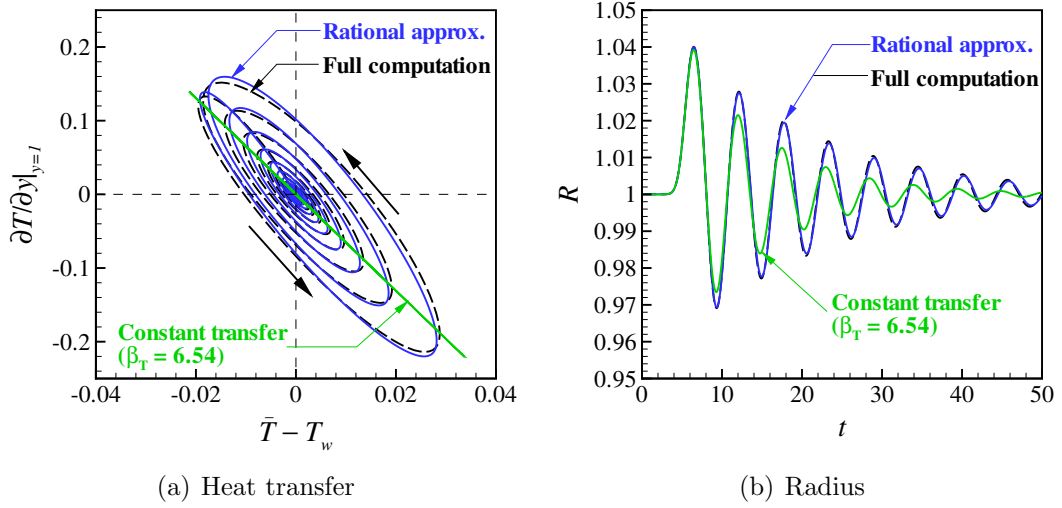 Rational approx.
Full computation
0.2
0.1
0
-0.1
-0.2
∂T/∂y|y=1
Constant transfer
(βT = 6.54)
-0.04
-0.02
0
0.02
0.04
T̄ − Tw
(a) Heat transfer
1.05
1.04
1.03
1.02
1.01
1
0.99
0.98
0.97
0.96
0.95
R
Rational approx.
Full computation
Constant transfer
(βT = 6.54)
0
10
20
30
40
50
t
(b) Radius